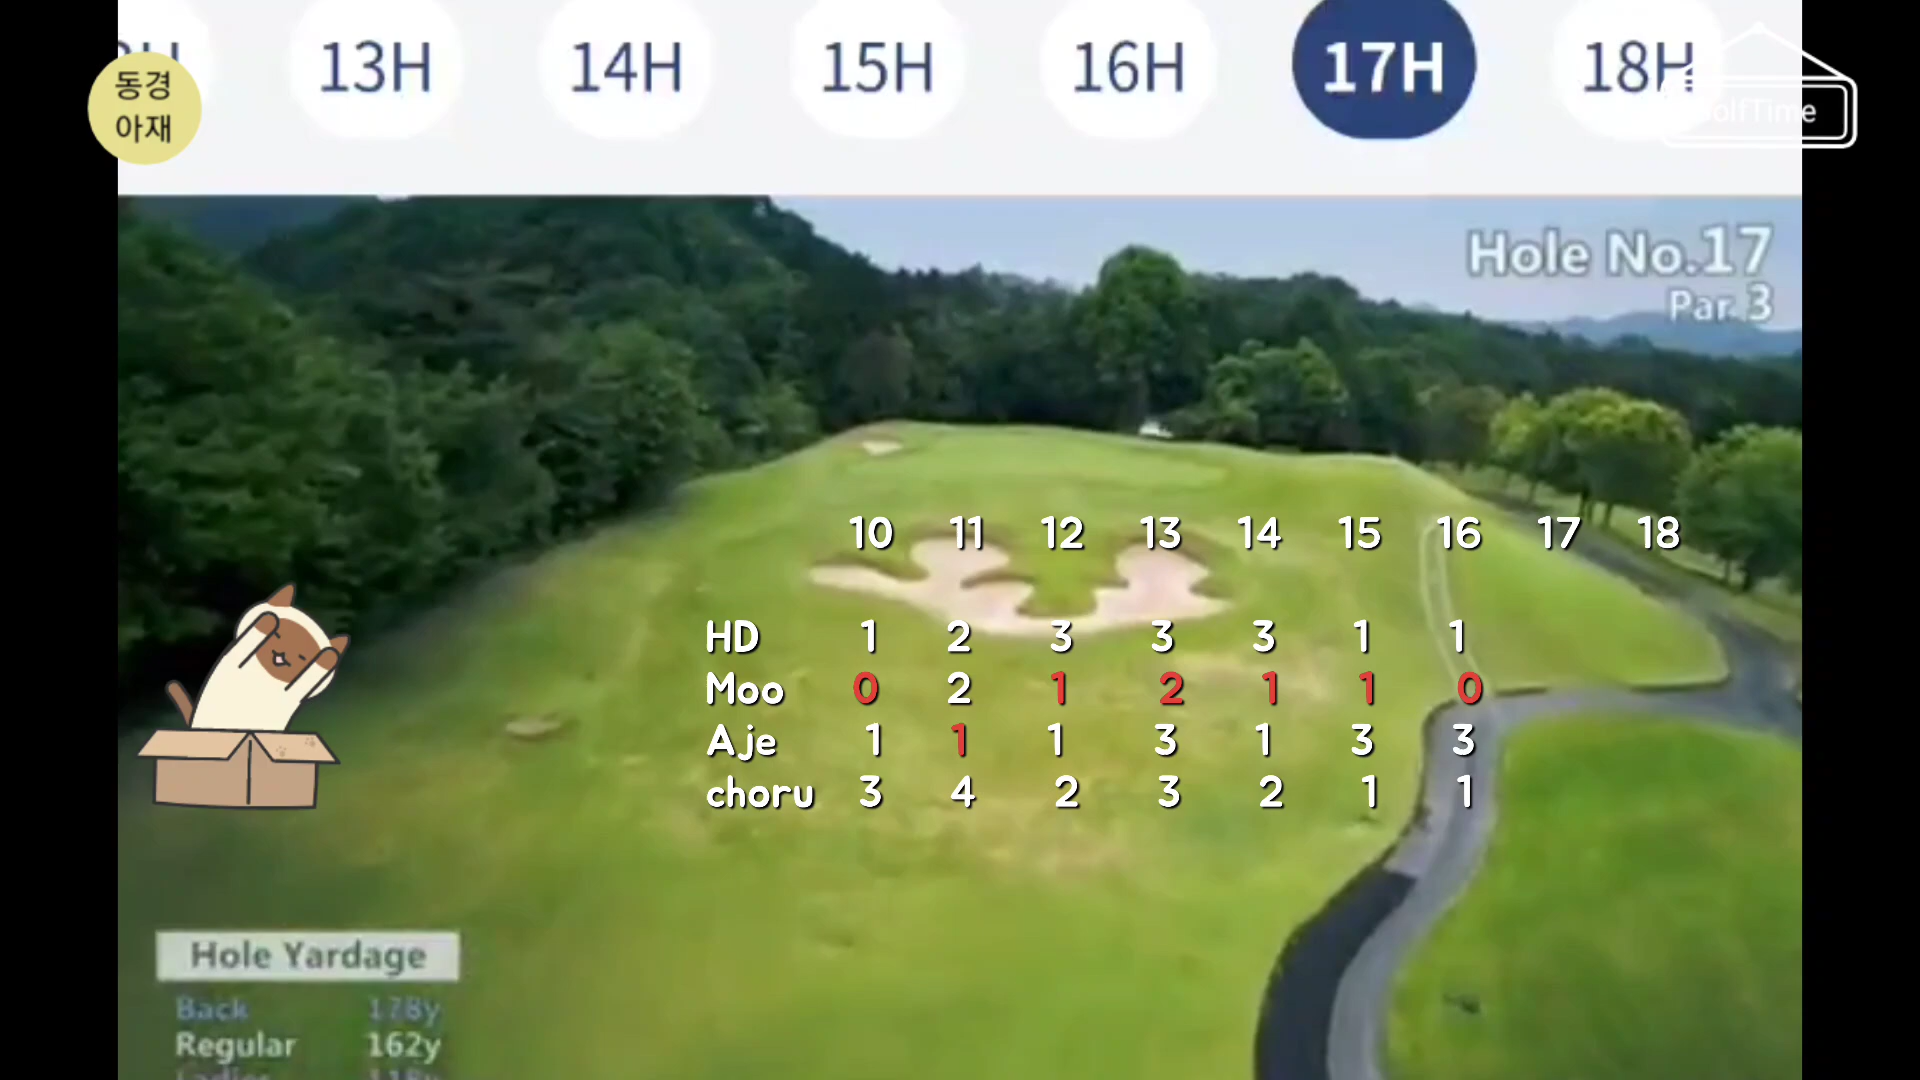 13H 14H 15H 16H 17H 18H
동경
아재
GolfTime
Hole No.17
Par.3
10 11 12 13 14 15 16 17 18
HD 1 2 3 3 3 1 1
Moo 0 2 1 2 1 1 0
Aje 1 1 1 3 1 3 3
choru 3 4 2 3 2 1 1
Hole Yardage
Back 178y
Regular 162y